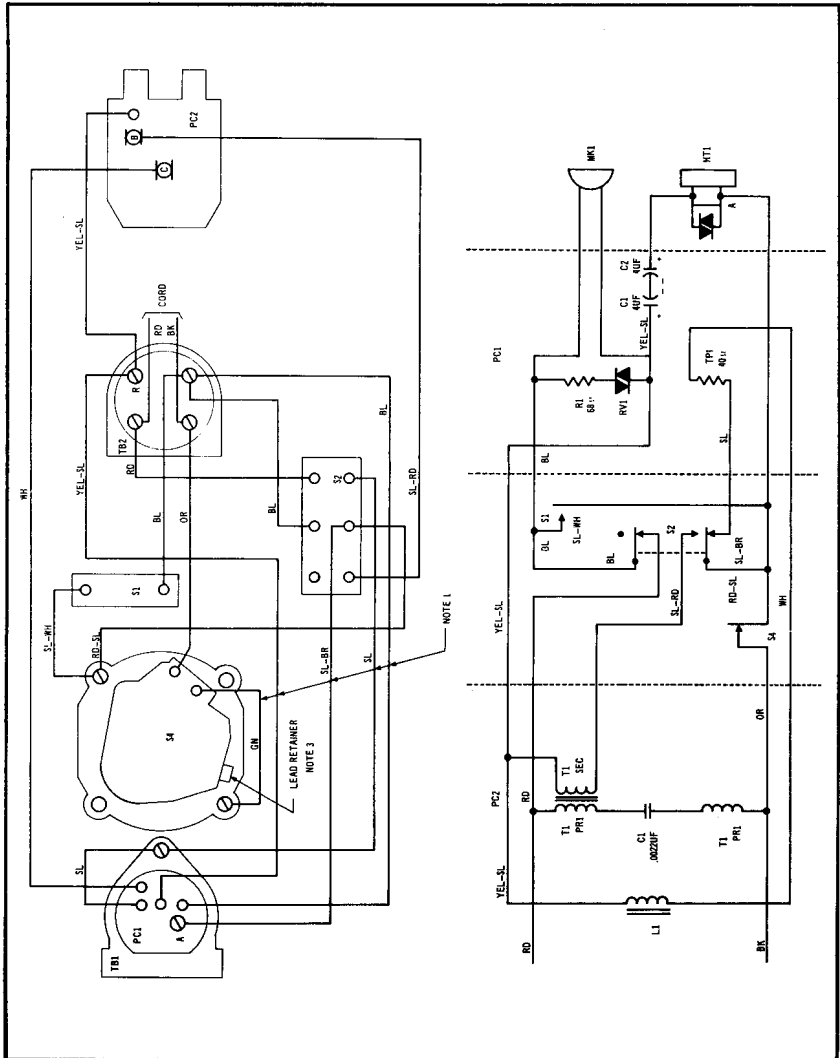 PC2
B
C
YEL-SL
WH
CORD
RD
BK
R
TB2
YEL-SL
RD
BL
OR
BL
BL
SL-RD
S2
S1
SL-WH
RD-SL
SL-BR
SL
NOTE 1
S4
GN
LEAD RETAINER
NOTE 3
SL
PC1
A
TB1
MK1
MT1
A
C2
4UF
C1
4UF
+
- -
+
YEL-SL
PC1
R1
68Ω
RV1
TP1
40Ω
BL
SL
S1
OL
SL-WH
BL
S2
SL-BR
RD-SL
SL-RD
YEL-SL
WH
S4
OR
PC2
RD
T1
SEC
T1
PR1
C1
.0022UF
T1
PR1
YEL-SL
L1
RD
BK